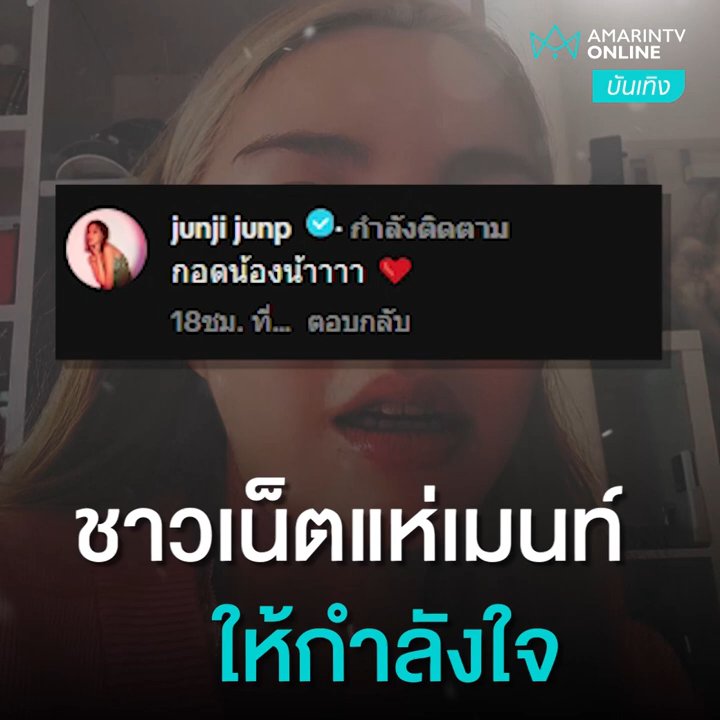 AMARINTV
ONLINE
บันเทิง
junji junp · กำลังติดตาม
กอดน้องน้าาาา ❤️
18ชม. ที่... ตอบกลับ
ชาวเน็ตแห่เมนท์
ให้กำลังใจ